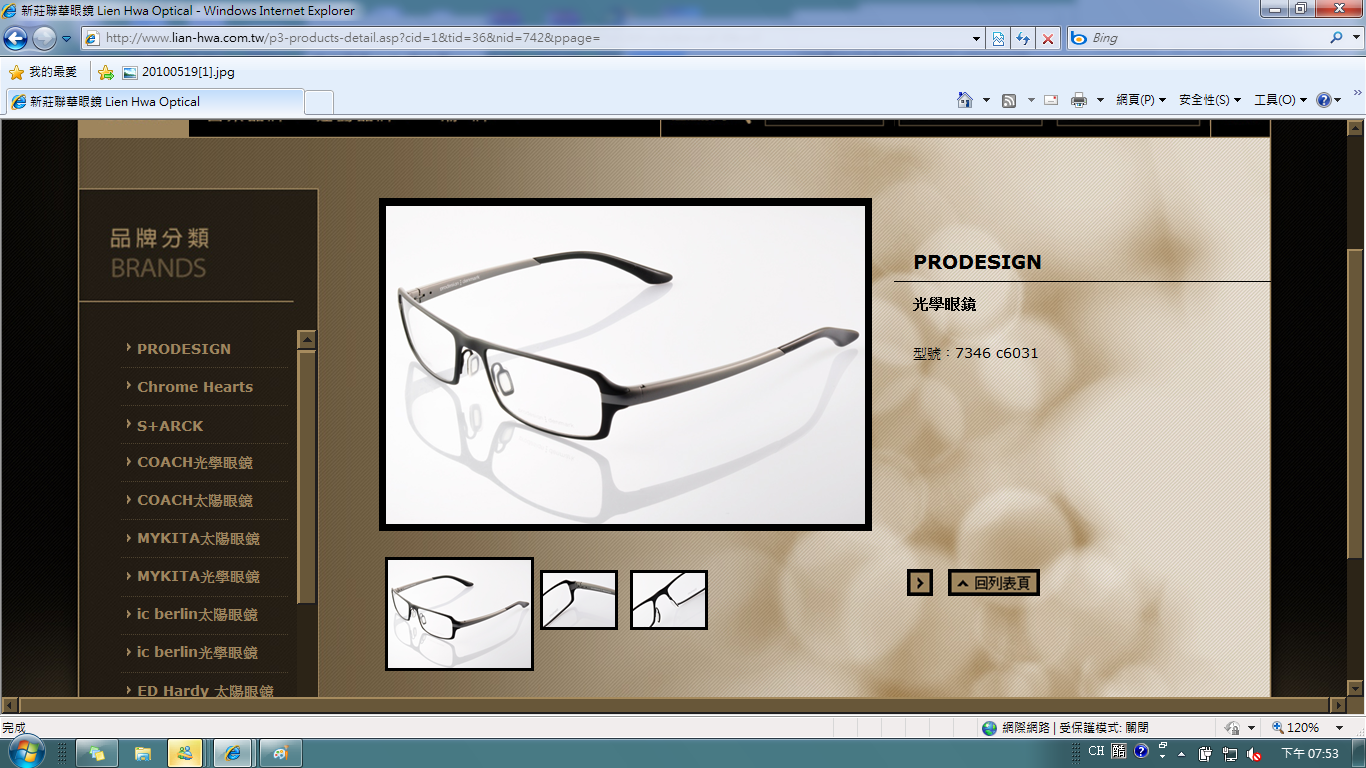 新莊聯華眼鏡 Lien Hwa Optical - Windows Internet Explorer
http://www.lian-hwa.com.tw/p3-products-detail.asp?cid=1&tid=36&nid=742&ppage=
Bing
我的最愛
20100519[1].jpg
新莊聯華眼鏡 Lien Hwa Optical
網頁(P)
安全性(S)
工具(O)
品牌分類
BRANDS
PRODESIGN
Chrome Hearts
S+ARCK
COACH光學眼鏡
COACH太陽眼鏡
MYKITA太陽眼鏡
MYKITA光學眼鏡
ic berlin太陽眼鏡
ic berlin光學眼鏡
ED Hardy 太陽眼鏡
PRODESIGN
光學眼鏡
型號：7346 c6031
回列表頁
完成
網際網路 | 受保護模式: 關閉
120%
CH
下午 07:53